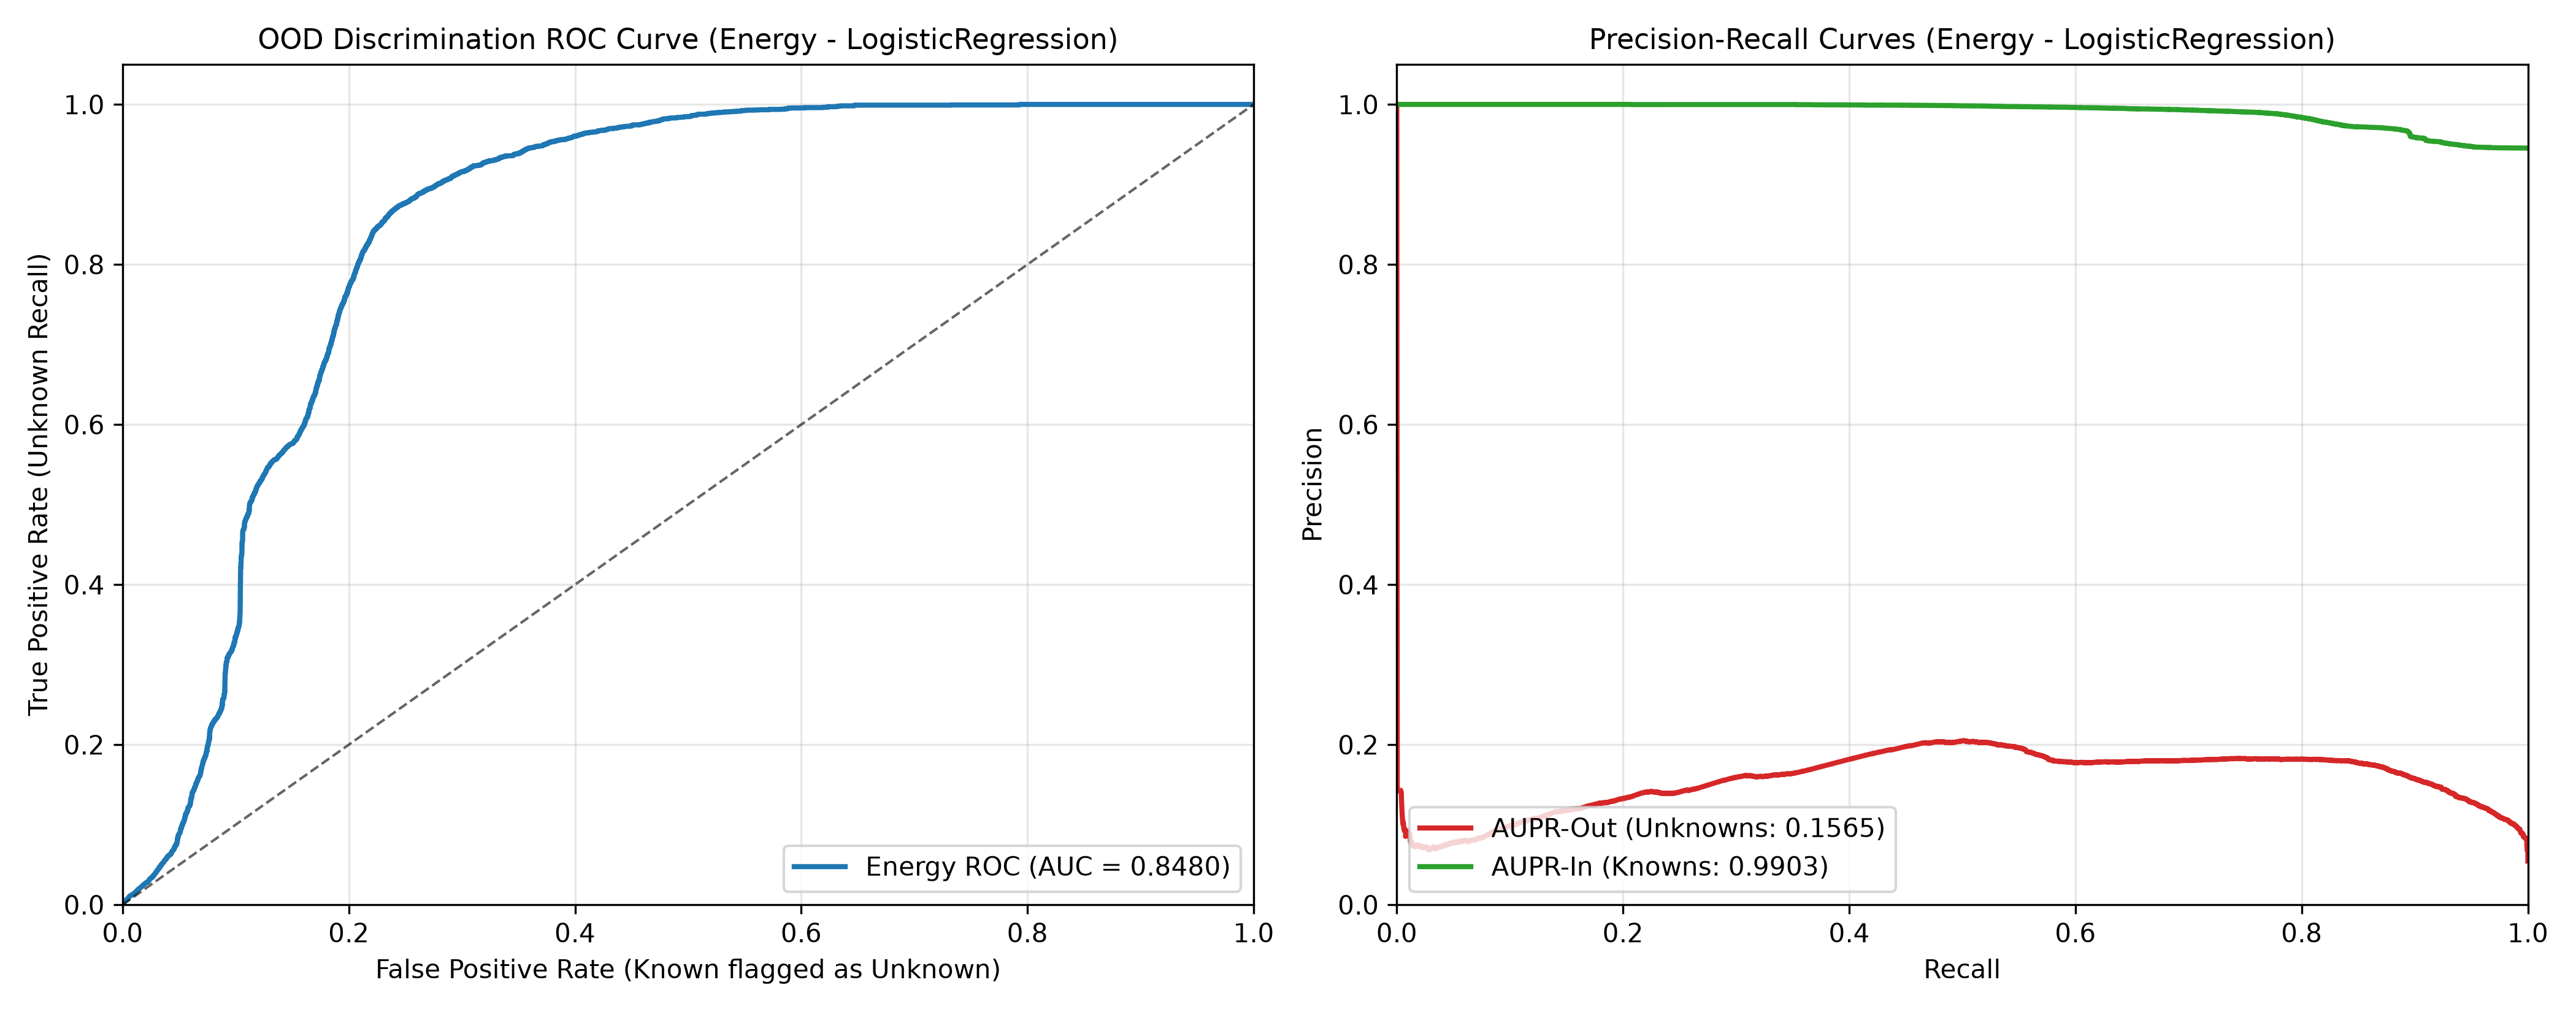 OOD Discrimination ROC Curve (Energy - LogisticRegression)
True Positive Rate (Unknown Recall)
1.0
0.8
0.6
0.4
0.2
0.0
0.0 0.2 0.4 0.6 0.8 1.0
False Positive Rate (Known flagged as Unknown)
Energy ROC (AUC = 0.8480)
Precision-Recall Curves (Energy - LogisticRegression)
Precision
1.0
0.8
0.6
0.4
0.2
0.0
0.0 0.2 0.4 0.6 0.8 1.0
Recall
AUPR-Out (Unknowns: 0.1565)
AUPR-In (Knowns: 0.9903)